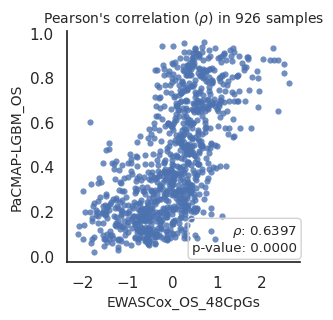 Pearson's correlation (ρ) in 926 samples
1.0
0.8
0.6
0.4
0.2
0.0
PaCMAP-LGBM_OS
ρ: 0.6397
p-value: 0.0000
−2 −1 0 1 2
EWASCox_OS_48CpGs